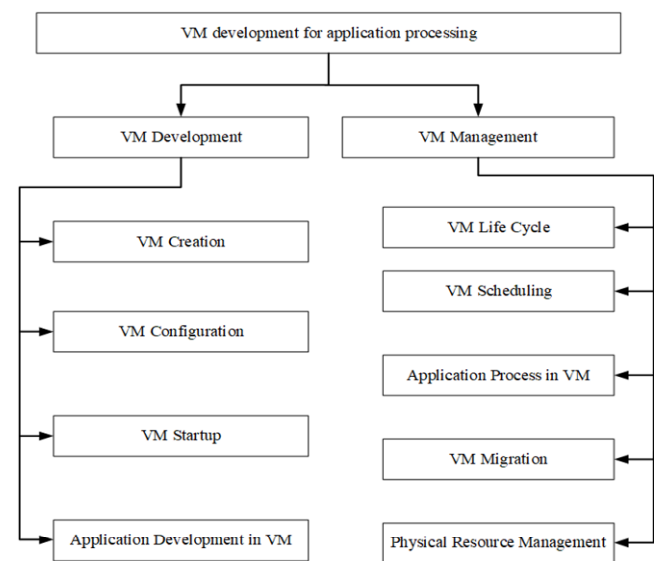 VM development for application processing
VM Development
VM Management
VM Creation
VM Configuration
VM Startup
Application Development in VM
VM Life Cycle
VM Scheduling
Application Process in VM
VM Migration
Physical Resource Management